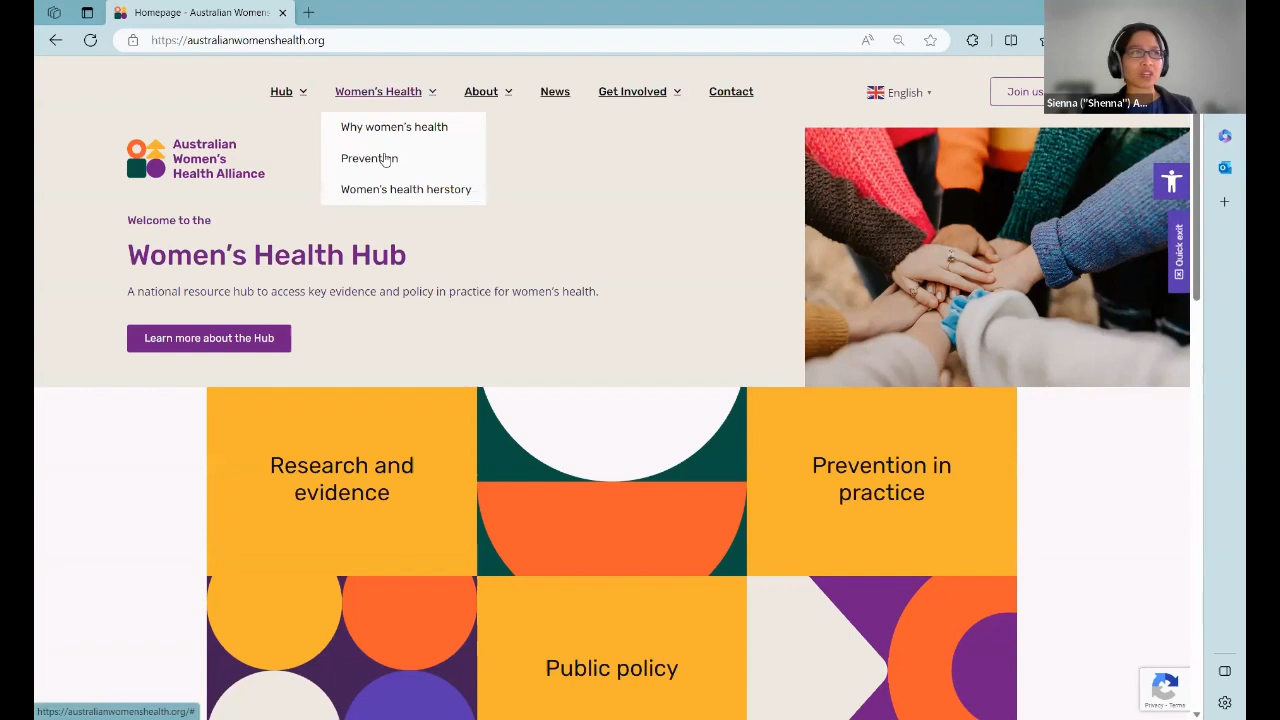 Homepage - Australian Womens
https://australianwomenshealth.org
Hub
Women's Health
About
News
Get Involved
Contact
English
Join us
Sienna ("Shenna") A...
Why women's health
Prevention
Women's health herstory
Australian
Women's
Health Alliance
Welcome to the
Women's Health Hub
A national resource hub to access key evidence and policy in practice for women's health.
Learn more about the Hub
Quick exit
Research and
evidence
Prevention in
practice
Public policy
Privacy - Terms
https://australianwomenshealth.org/#